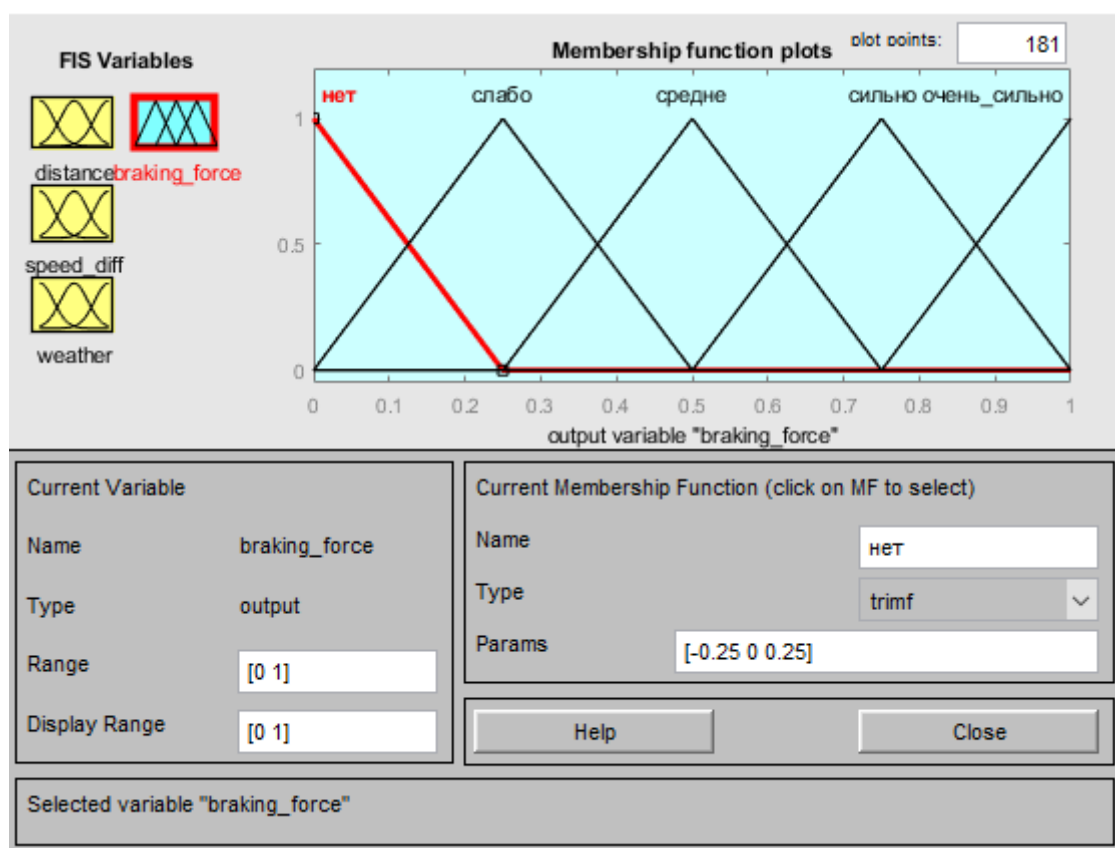 FIS Variables
Membership function plots
plot points:
181
distance
braking_force
speed_diff
weather
нет
слабо
средне
сильно
очень_сильно
1
0.5
0
0
0.1
0.2
0.3
0.4
0.5
0.6
0.7
0.8
0.9
1
output variable "braking_force"
Current Variable
Name
braking_force
Type
output
Range
[0 1]
Display Range
[0 1]
Current Membership Function (click on MF to select)
Name
нет
Type
trimf
Params
[-0.25 0 0.25]
Help
Close
Selected variable "braking_force"